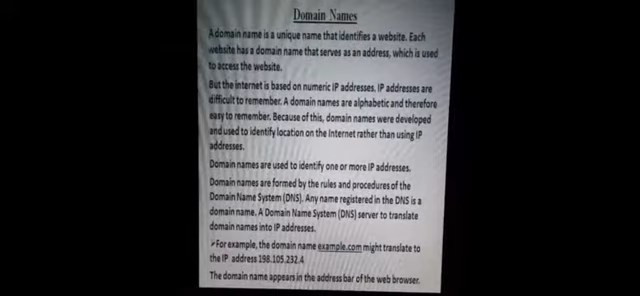 Domain Names
A domain name is a unique name that identifies a website. Each
website has a domain name that serves as an address, which is used
to access the website.
But the internet is based on numeric IP addresses. IP addresses are
difficult to remember. A domain names are alphabetic and therefore
easy to remember. Because of this, domain names were developed
and used to identify location on the Internet rather than using IP
addresses.
Domain names are used to identify one or more IP addresses.
Domain names are formed by the rules and procedures of the
Domain Name System (DNS). Any name registered in the DNS is a
domain name. A Domain Name System (DNS) server to translate
domain names into IP addresses.
➢For example, the domain name example.com might translate to
the IP address 198.105.232.4
The domain name appears in the address bar of the web browser.